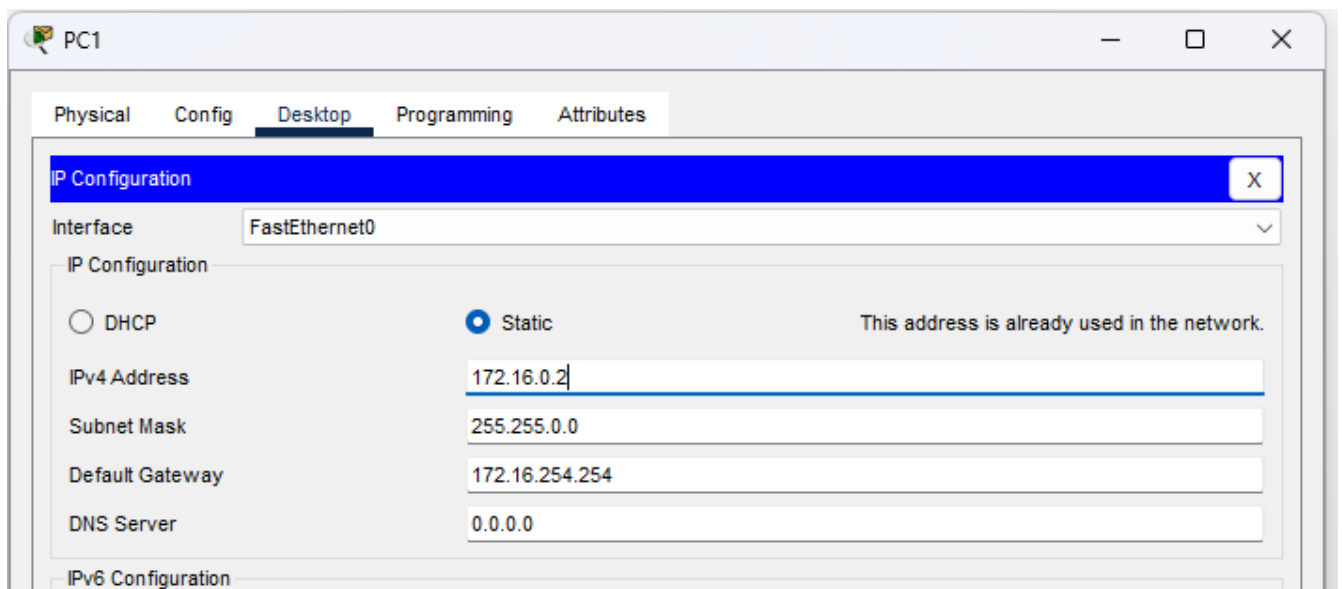 PC1
Physical Config Desktop Programming Attributes
IP Configuration X
Interface FastEthernet0
IP Configuration
DHCP Static This address is already used in the network.
IPv4 Address 172.16.0.2
Subnet Mask 255.255.0.0
Default Gateway 172.16.254.254
DNS Server 0.0.0.0
IPv6 Configuration